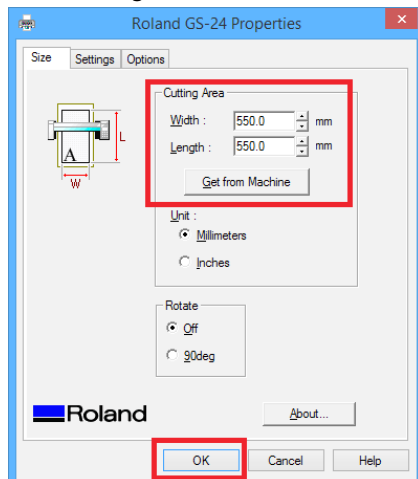 Roland GS-24 Properties
Size Settings Options
Cutting Area
Width : 550.0 mm
Length : 550.0 mm
Get from Machine
Unit :
Millimeters
Inches
Rotate
Off
90deg
A
L
W
Roland
About...
OK Cancel Help